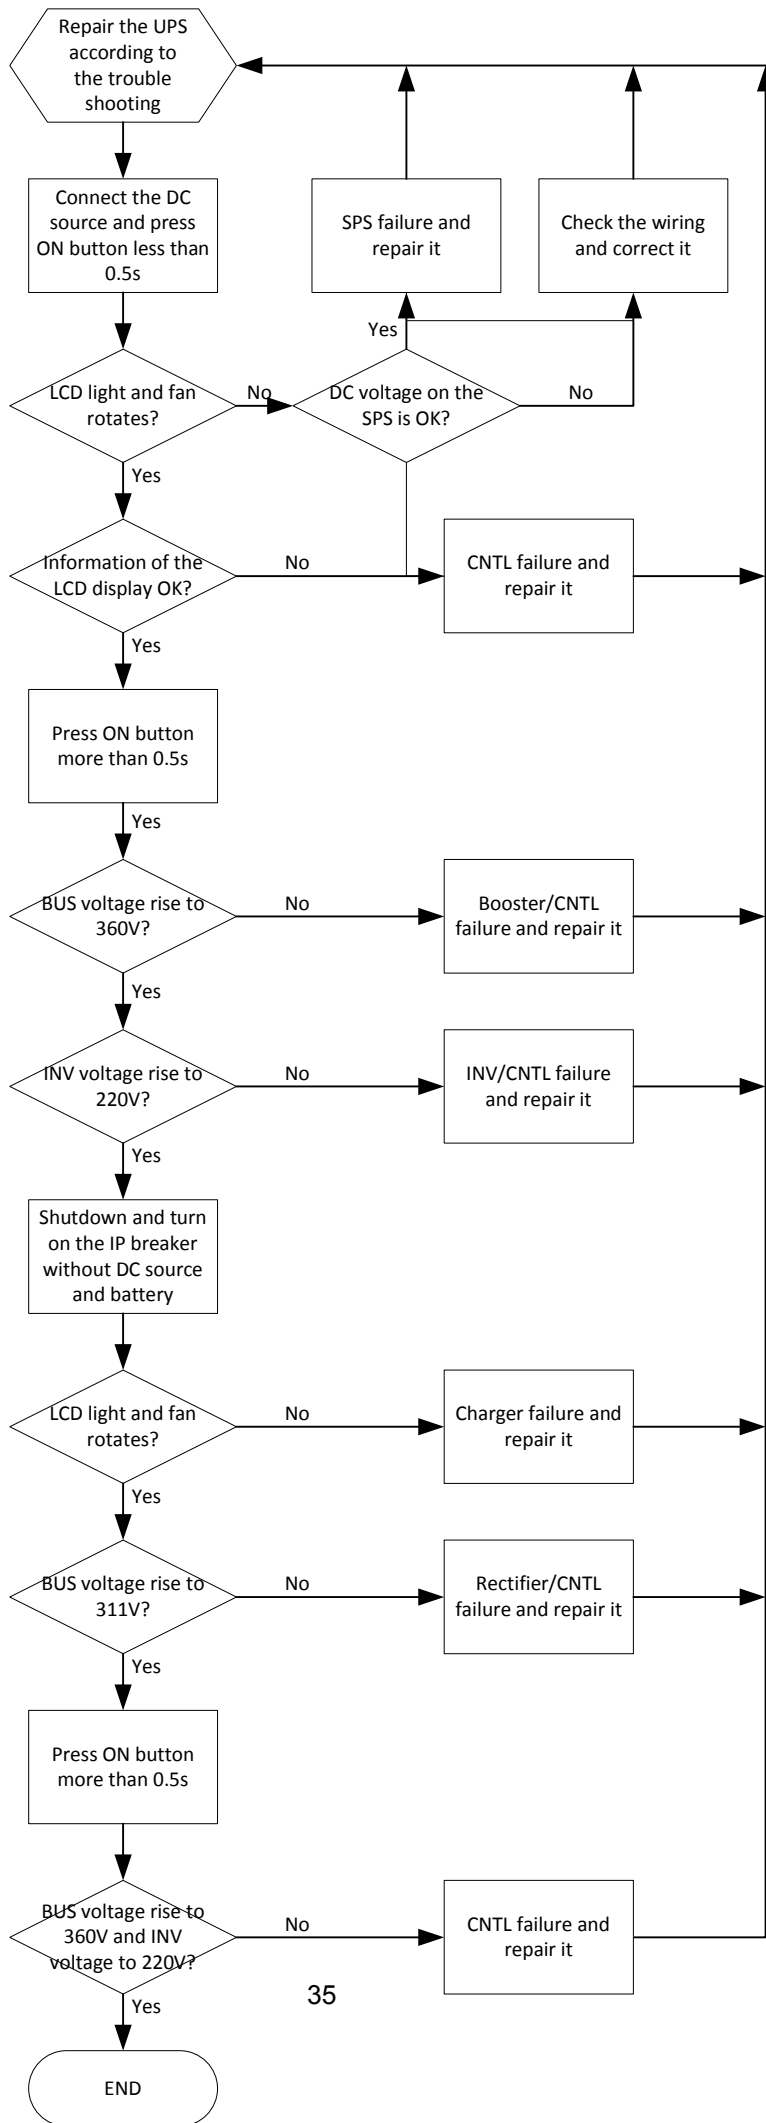 Repair the UPS
according to
the trouble
shooting
Connect the DC
source and press
ON button less than
0.5s
SPS failure and
repair it
Check the wiring
and correct it
Yes
LCD light and fan
rotates?
No
DC voltage on the
SPS is OK?
No
Yes
Information of the
LCD display OK?
No
CNTL failure and
repair it
Yes
Press ON button
more than 0.5s
Yes
BUS voltage rise to
360V?
No
Booster/CNTL
failure and repair it
Yes
INV voltage rise to
220V?
No
INV/CNTL failure
and repair it
Yes
Shutdown and turn
on the IP breaker
without DC source
and battery
LCD light and fan
rotates?
No
Charger failure and
repair it
Yes
BUS voltage rise to
311V?
No
Rectifier/CNTL
failure and repair it
Yes
Press ON button
more than 0.5s
BUS voltage rise to
360V and INV
voltage to 220V?
No
CNTL failure and
repair it
Yes
35
END